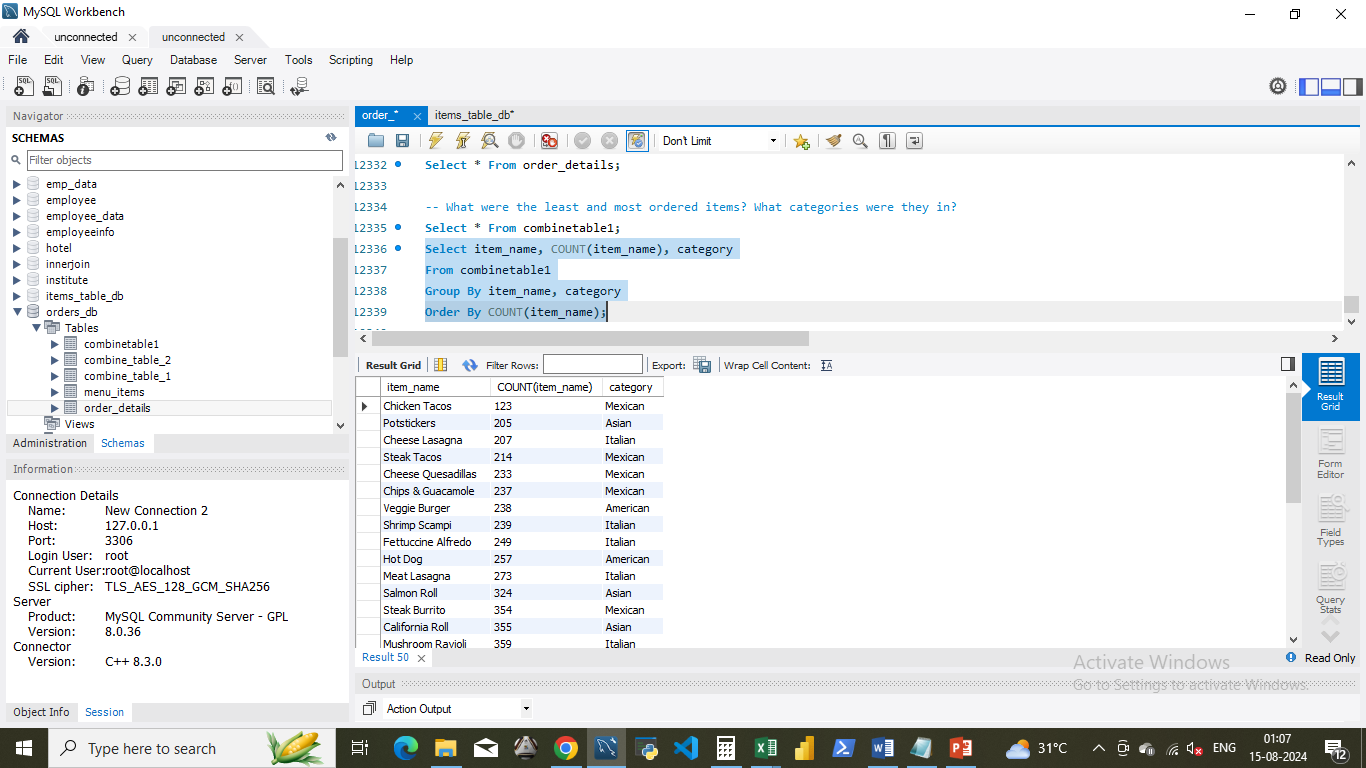 MySQL Workbench
unconnected
unconnected
File Edit View Query Database Server Tools Scripting Help
Navigator
SCHEMAS
Filter objects
emp_data
employee
employee_data
employeeinfo
hotel
innerjoin
institute
items_table_db
orders_db
Tables
combinetable1
combine_table_2
combine_table_1
menu_items
order_details
Views
Administration Schemas
Information
Connection Details
Name: New Connection 2
Host: 127.0.0.1
Port: 3306
Login User: root
Current User:root@localhost
SSL cipher: TLS_AES_128_GCM_SHA256
Server
Product: MySQL Community Server - GPL
Version: 8.0.36
Connector
Version: C++ 8.3.0
Object Info Session
order_* items_table_db*
Don't Limit
12332 Select * From order_details;
12333
12334 -- What were the least and most ordered items? What categories were they in?
12335 Select * From combinetable1;
12336 Select item_name, COUNT(item_name), category
12337 From combinetable1
12338 Group By item_name, category
12339 Order By COUNT(item_name);
Result Grid Filter Rows: Export: Wrap Cell Content:
item_name COUNT(item_name) category
Chicken Tacos 123 Mexican
Potstickers 205 Asian
Cheese Lasagna 207 Italian
Steak Tacos 214 Mexican
Cheese Quesadillas 233 Mexican
Chips & Guacamole 237 Mexican
Veggie Burger 238 American
Shrimp Scampi 239 Italian
Fettuccine Alfredo 249 Italian
Hot Dog 257 American
Meat Lasagna 273 Italian
Salmon Roll 324 Asian
Steak Burrito 354 Mexican
California Roll 355 Asian
Mushroom Ravioli 359 Italian
Result Grid
Form Editor
Field Types
Query Stats
Result 50
Read Only
Activate Windows
Go to Settings to activate Windows.
Output
Action Output
Type here to search
31°C
ENG
01:07
15-08-2024
12